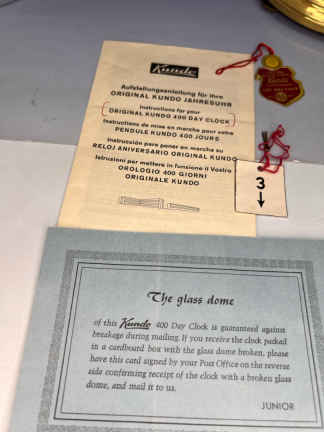 Kundo
Aufstellungsanleitung für Ihre
ORIGINAL KUNDO JAHRESUHR
Instructions for your
ORIGINAL KUNDO 400 DAY CLOCK
Instructions de mise en marche pour votre
PENDULE KUNDO 400 JOURS
Instrucción para poner en marcha su
RELOJ ANIVERSARIO ORIGINAL KUNDO
Istruzioni per mettere in funzione il Vostro
OROLOGIO 400 GIORNI
ORIGINALE KUNDO
3
The glass dome
of this Kundo 400 Day Clock is guaranteed against
breakage during mailing. If you receive the clock packed
in a cardboard box with the glass dome broken, please
have this card signed by your Post Office on the reverse
side confirming receipt of the clock with a broken glass
dome, and mail it to us.
JUNIOR